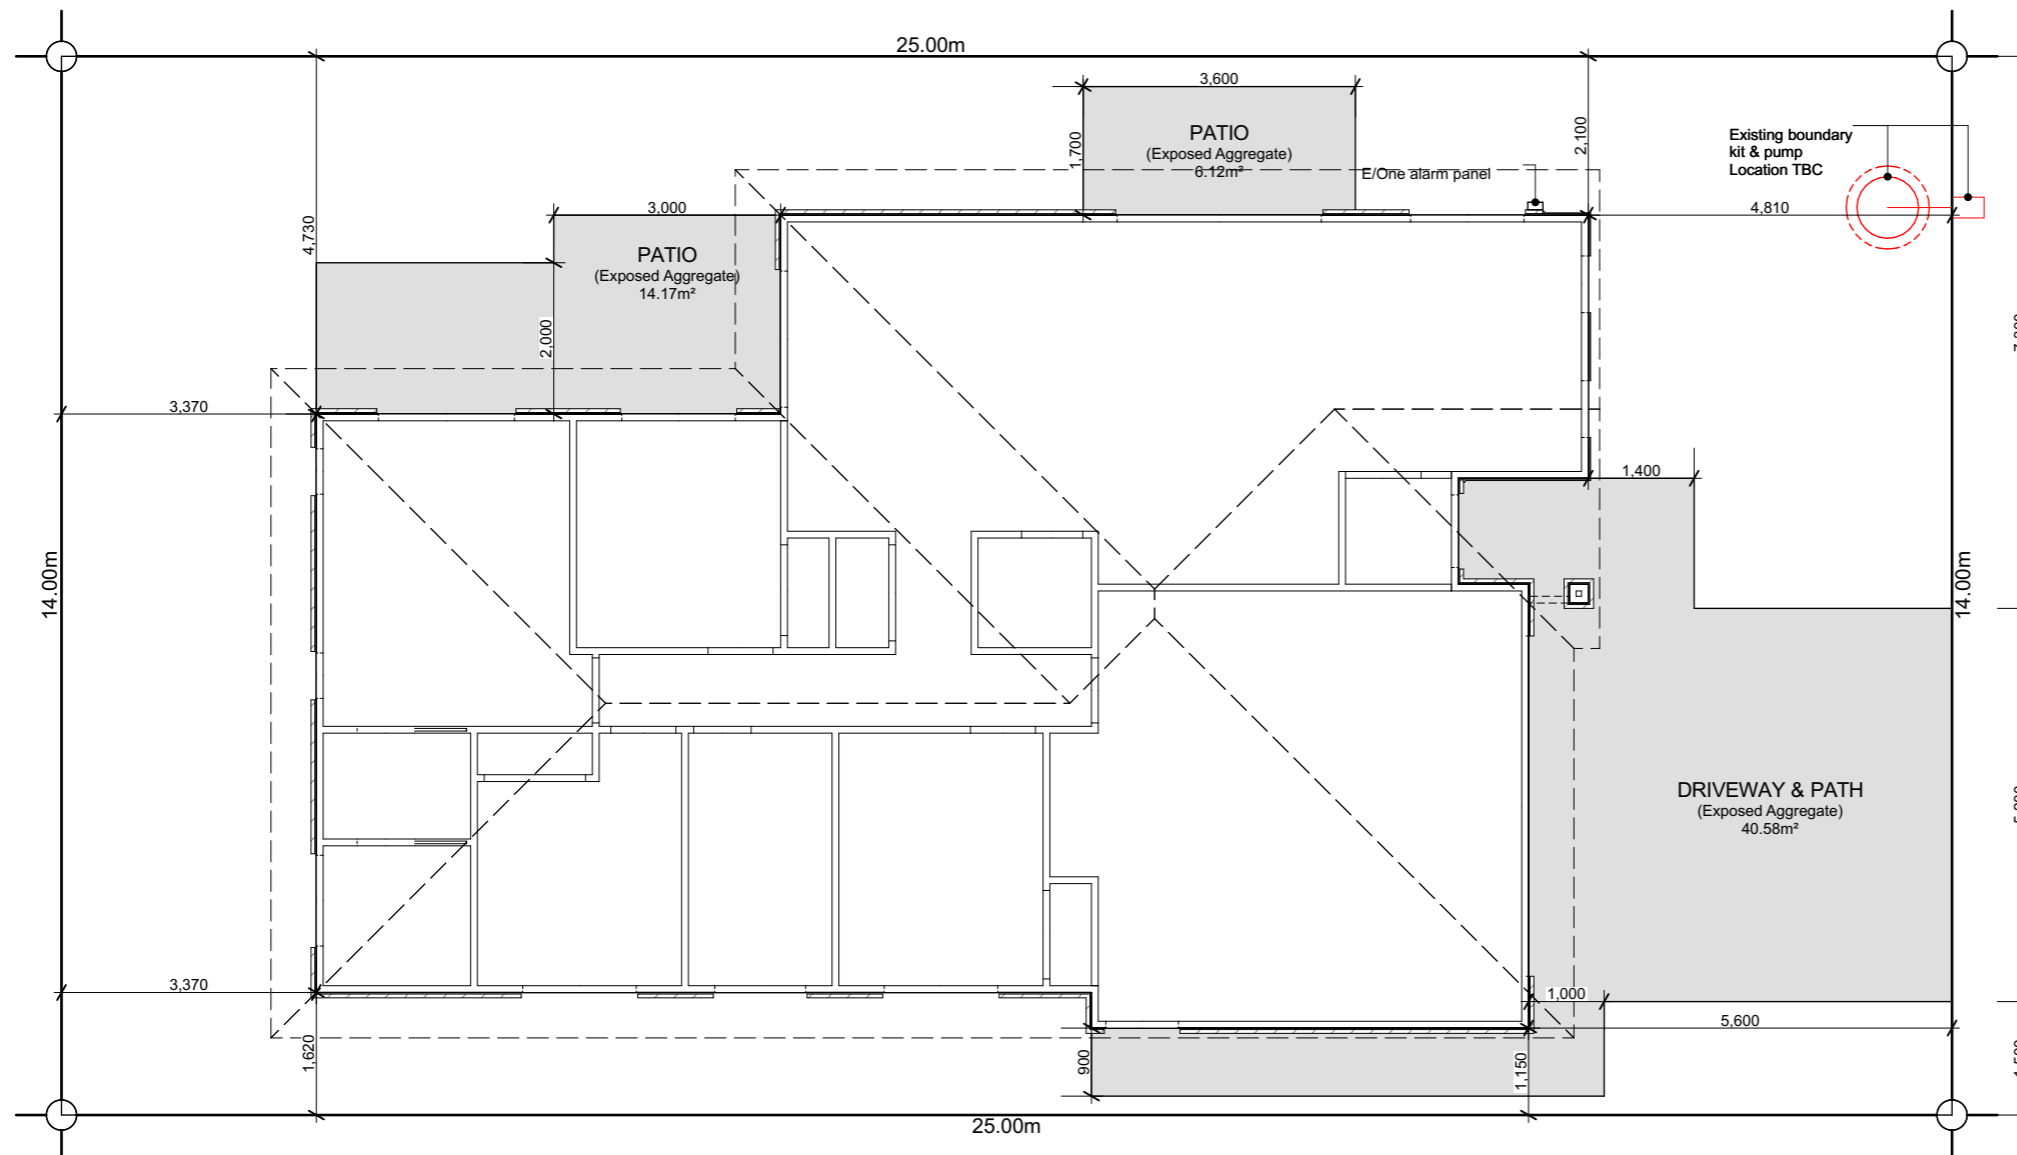 25.00m
3,600
PATIO
(Exposed Aggregate)
6.12m²
1,700
2,100
Existing boundary
kit & pump
Location TBC
E/One alarm panel
4,810
3,000
4,730
PATIO
(Exposed Aggregate)
14.17m²
2,000
3,370
1,400
14.00m
14.00m
DRIVEWAY & PATH
(Exposed Aggregate)
40.58m²
3,370
1,000
5,600
1,620
900
1,150
25.00m